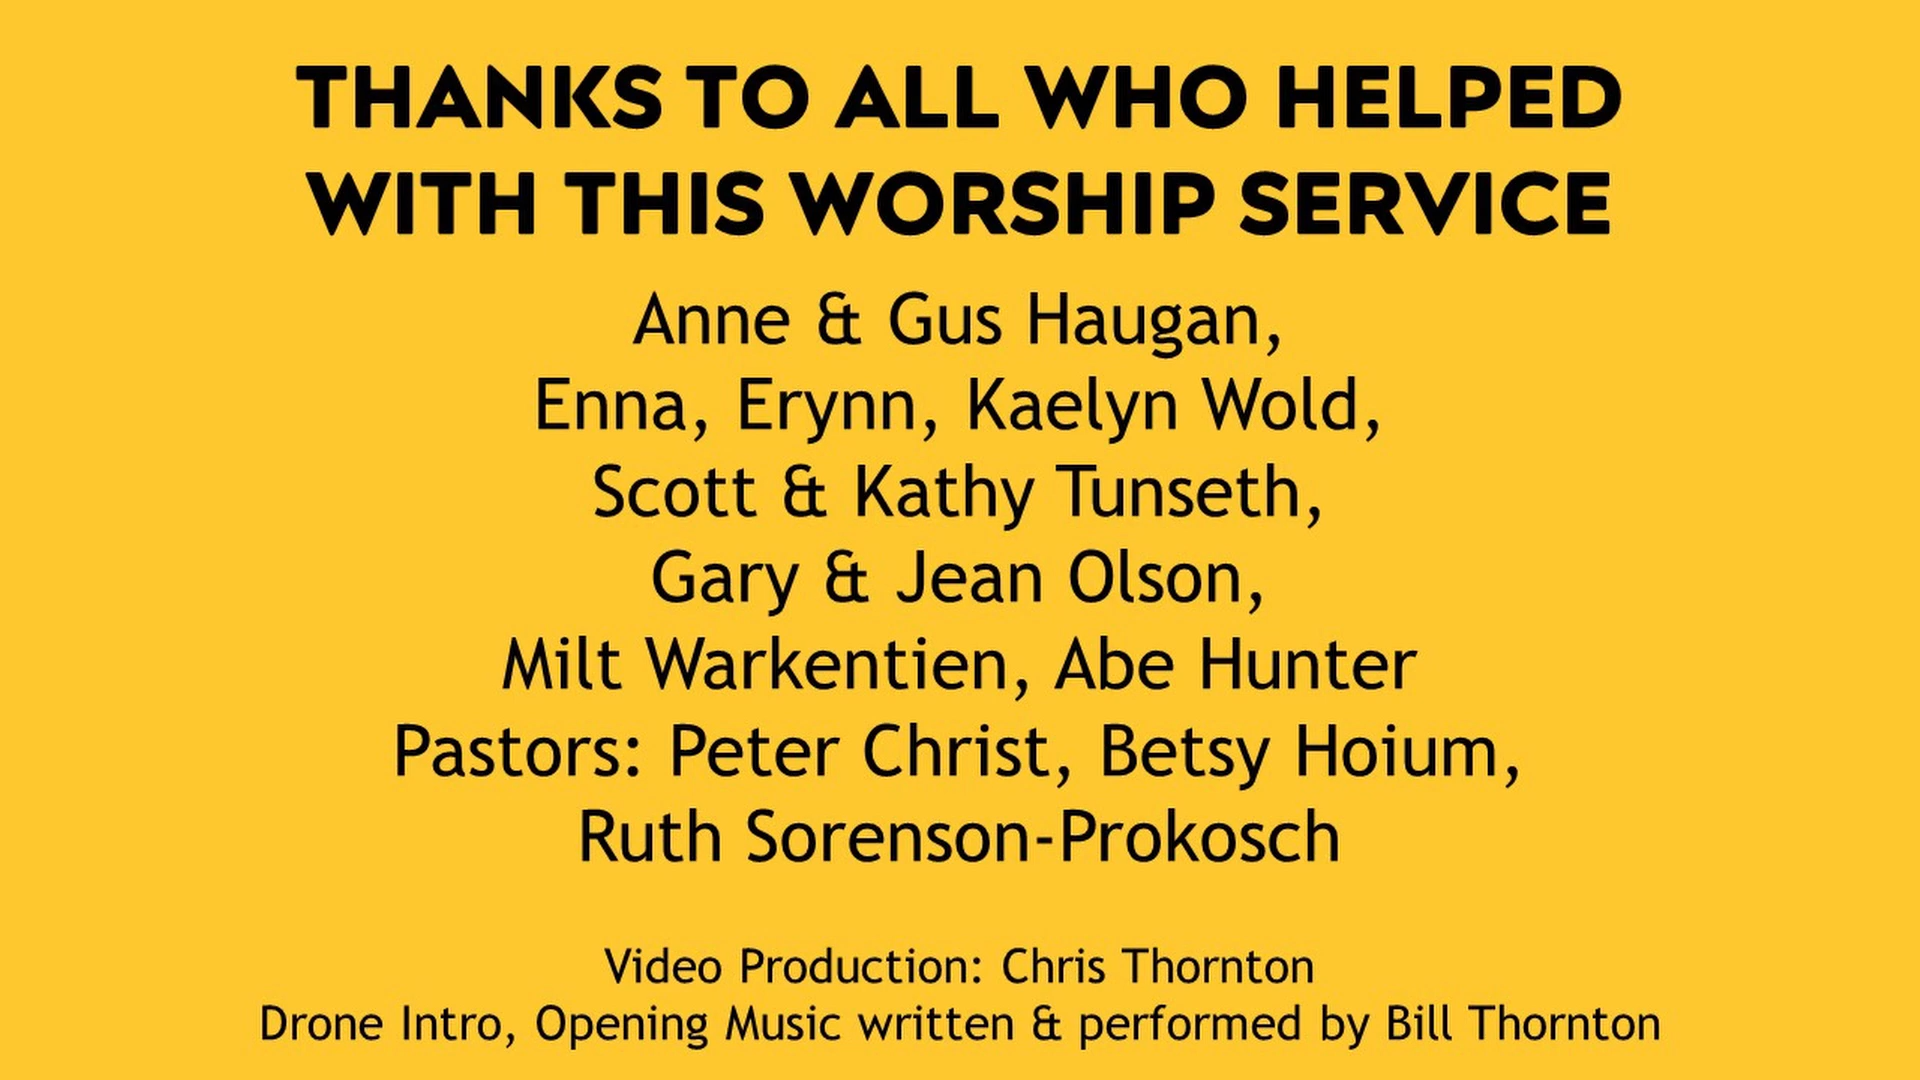 THANKS TO ALL WHO HELPED
WITH THIS WORSHIP SERVICE
Anne & Gus Haugan,
Enna, Erynn, Kaelyn Wold,
Scott & Kathy Tunseth,
Gary & Jean Olson,
Milt Warkentien, Abe Hunter
Pastors: Peter Christ, Betsy Hoium,
Ruth Sorenson-Prokosch
Video Production: Chris Thornton
Drone Intro, Opening Music written & performed by Bill Thornton